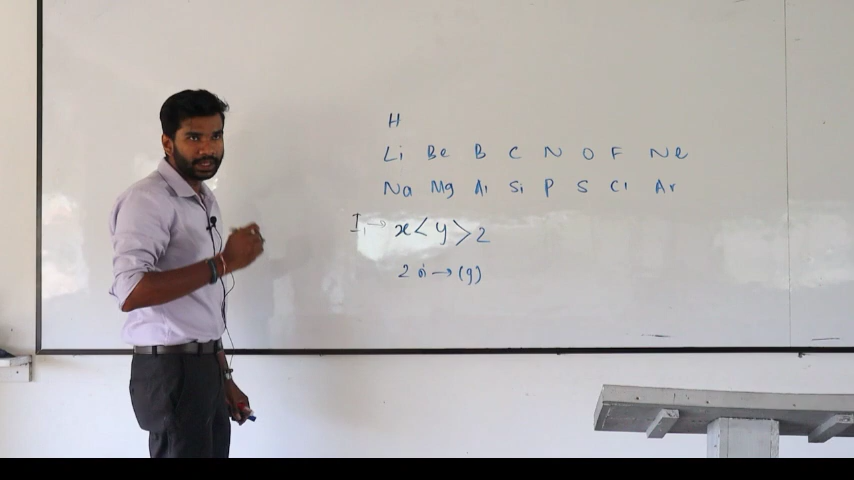 H
Li Be B C N O F Ne
Na Mg Al Si P S Cl Ar
I₁ → x < y > z